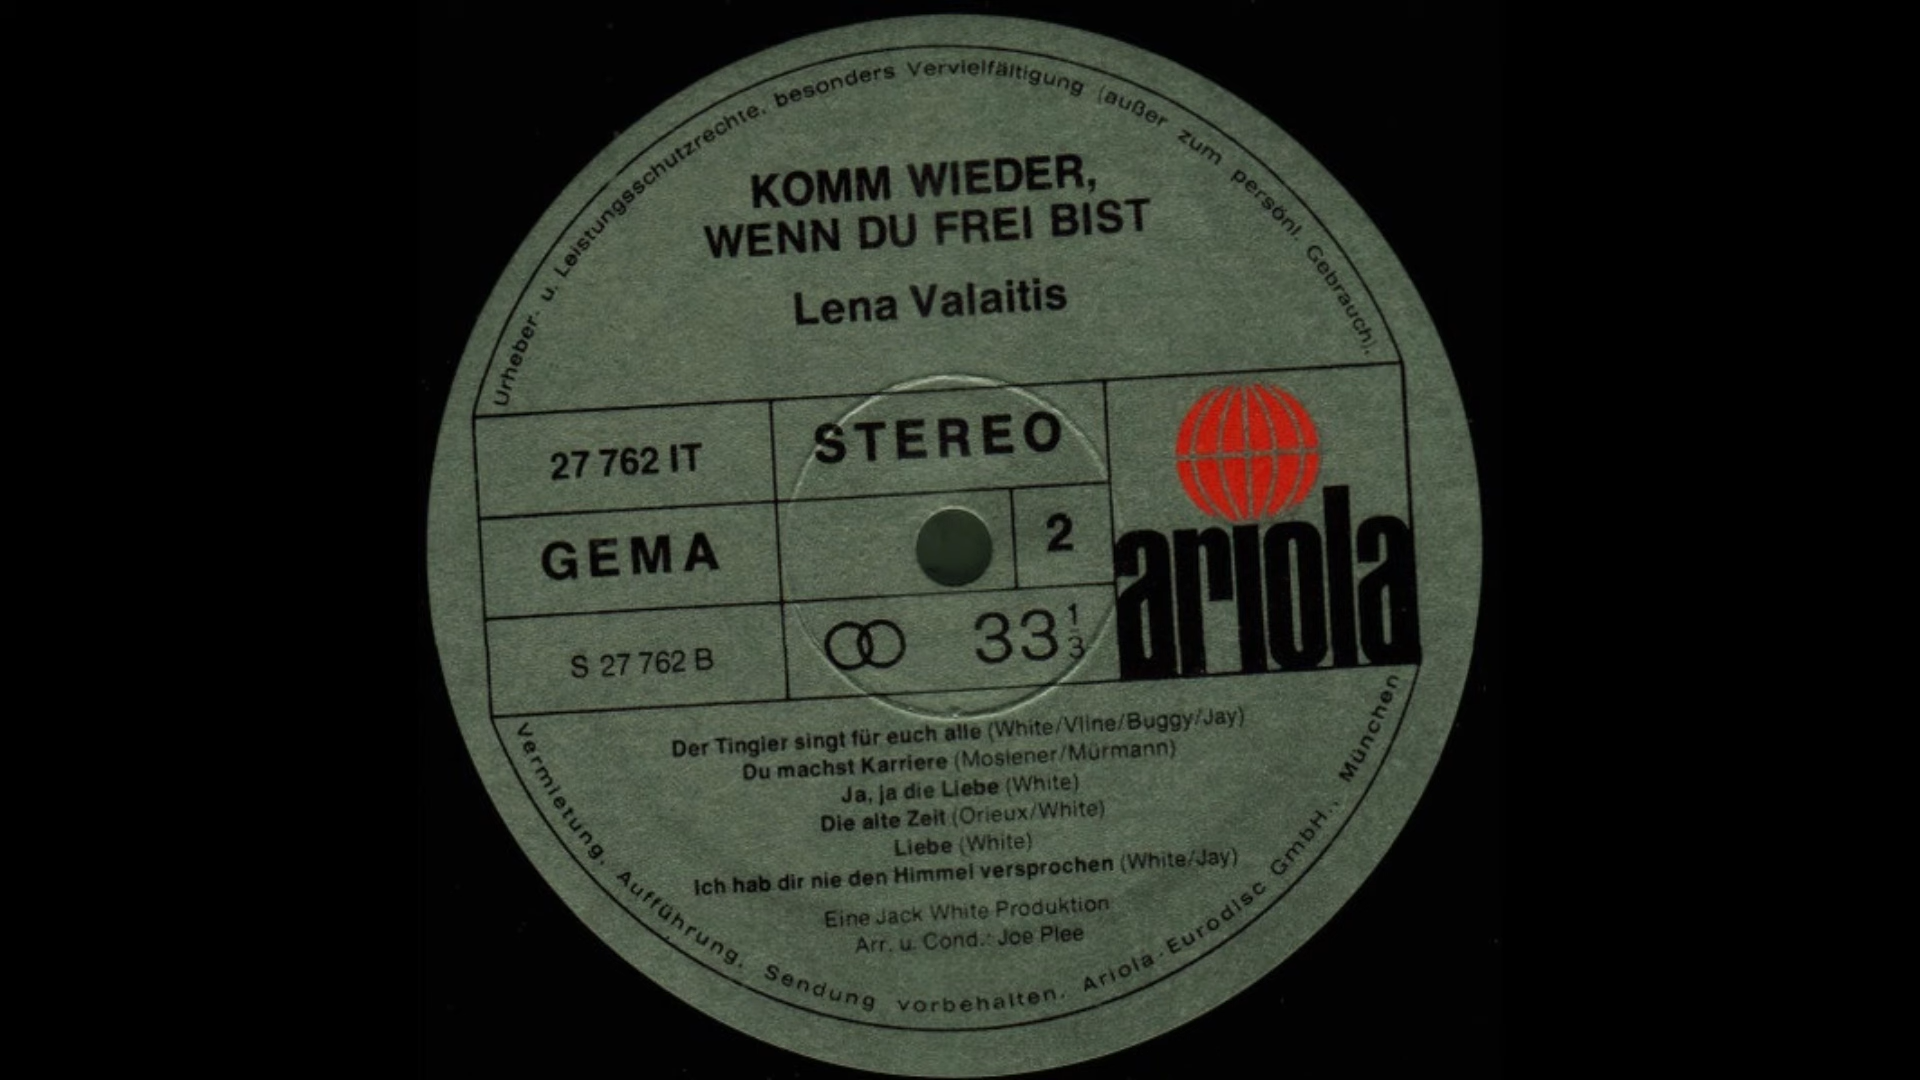 Urheber- u. Leistungsschutzrechte, besonders Vervielfältigung (außer zum persönl. Gebrauch),
KOMM WIEDER,
WENN DU FREI BIST
Lena Valaitis
27 762 IT
STEREO
GEMA
2
ariola
S 27 762 B
33 1/3
Der Tingler singt für euch alle (White/Vline/Buggy/Jay)
Du machst Karriere (Moslener/Mürmann)
Ja, ja die Liebe (White)
Die alte Zeit (Orieux/White)
Liebe (White)
Ich hab dir nie den Himmel versprochen (White/Jay)
Eine Jack White Produktion
Arr. u. Cond.: Joe Plee
Vermietung, Aufführung, Sendung vorbehalten. Ariola-Eurodisc GmbH., München